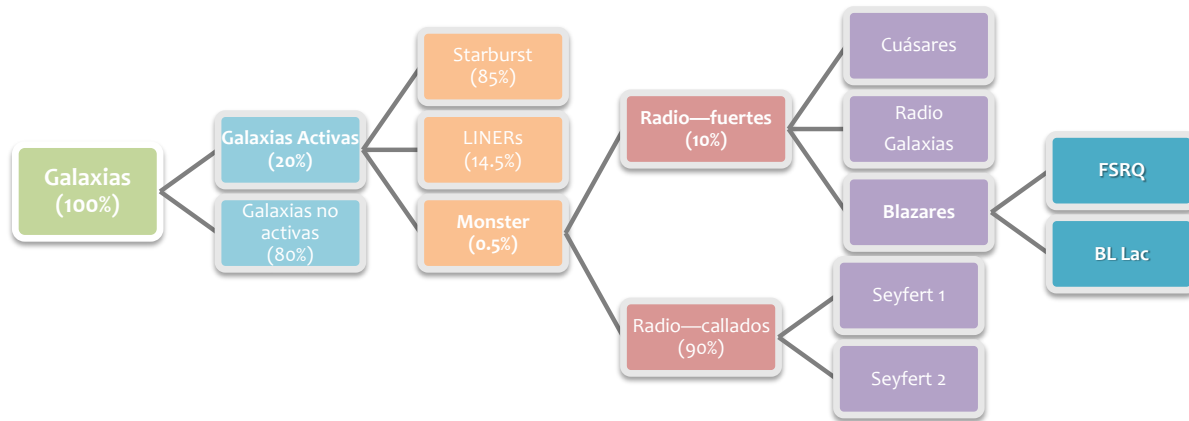 Galaxias
(100%)
Galaxias Activas
(20%)
Galaxias no
activas
(80%)
Starburst
(85%)
LINERs
(14.5%)
Monster
(0.5%)
Radio—fuertes
(10%)
Radio—callados
(90%)
Cuásares
Radio
Galaxias
Blazares
Seyfert 1
Seyfert 2
FSRQ
BL Lac